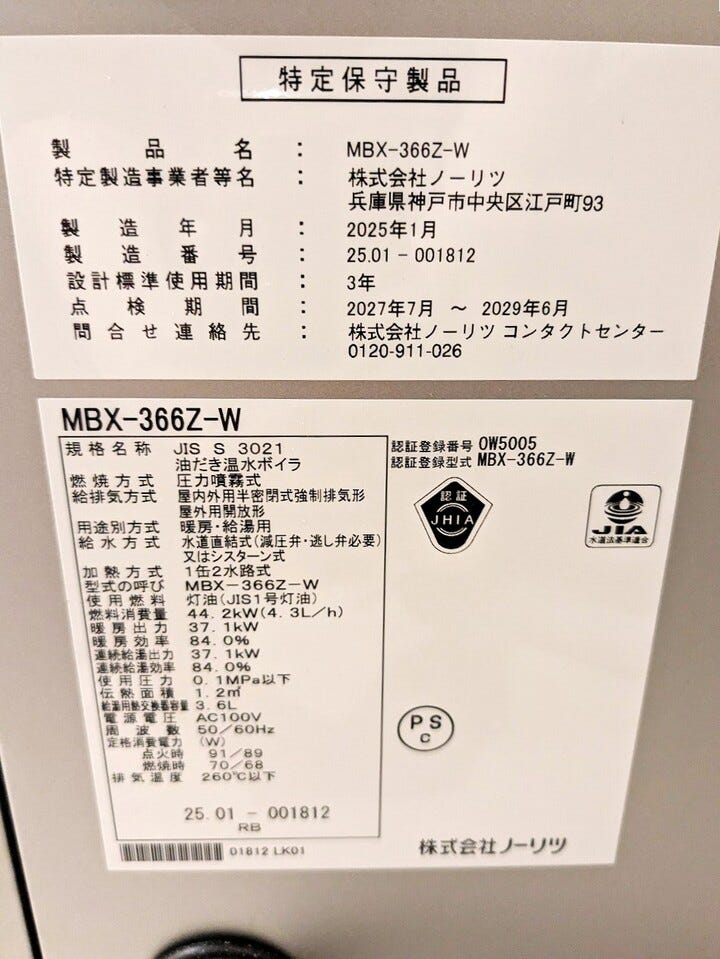 特定保守製品
製品名 : MBX-366Z-W
特定製造事業者等名 : 株式会社ノーリツ
兵庫県神戸市中央区江戸町93
製造年月 : 2025年1月
製造番号 : 25.01 - 001812
設計標準使用期間 : 3年
点検期間 : 2027年7月 ～ 2029年6月
問合せ連絡先 : 株式会社ノーリツ コンタクトセンター
0120-911-026
MBX-366Z-W
規格名称 JIS S 3021
油だき温水ボイラ
燃焼方式 圧力噴霧式
給排気方式 屋内外用半密閉式強制排気形
屋外用開放形
用途別方式 暖房・給湯用
給水方式 水道直結式(減圧弁・逃し弁必要)
又はシスターン式
加熱方式 1缶2水路式
型式の呼び MBX-366Z-W
使用燃料 灯油(JIS1号灯油)
燃料消費量 44.2kW(4.3L/h)
暖房出力 37.1kW
暖房効率 84.0%
連続給湯出力 37.1kW
連続給湯効率 84.0%
使用圧力 0.1MPa以下
伝熱面積 1.2㎡
給湯用熱交換器容量 3.6L
電源電圧 AC100V
周波数 50/60Hz
定格消費電力 (W)
点火時 91/89
燃焼時 70/68
排気温度 260℃以下
25.01 - 001812
RB
01812 LK01
認証登録番号 OW5005
認証登録型式 MBX-366Z-W
認証
JHIA
JIA
水道法基準適合
PS
C
株式会社ノーリツ